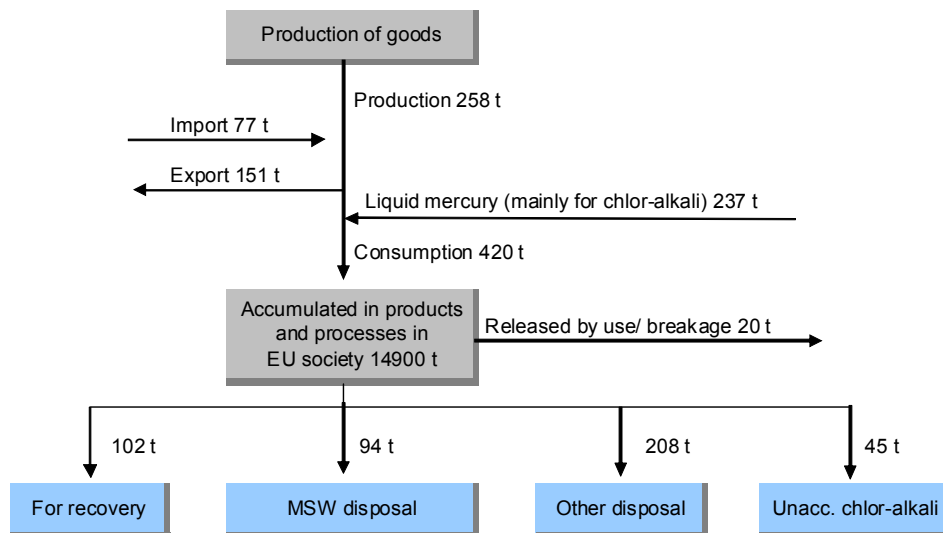 Production of goods
Production 258 t
Import 77 t
Export 151 t
Liquid mercury (mainly for chlor-alkali) 237 t
Consumption 420 t
Accumulated in products
and processes in
EU society 14900 t
Released by use/ breakage 20 t
102 t
94 t
208 t
45 t
For recovery
MSW disposal
Other disposal
Unacc. chlor-alkali